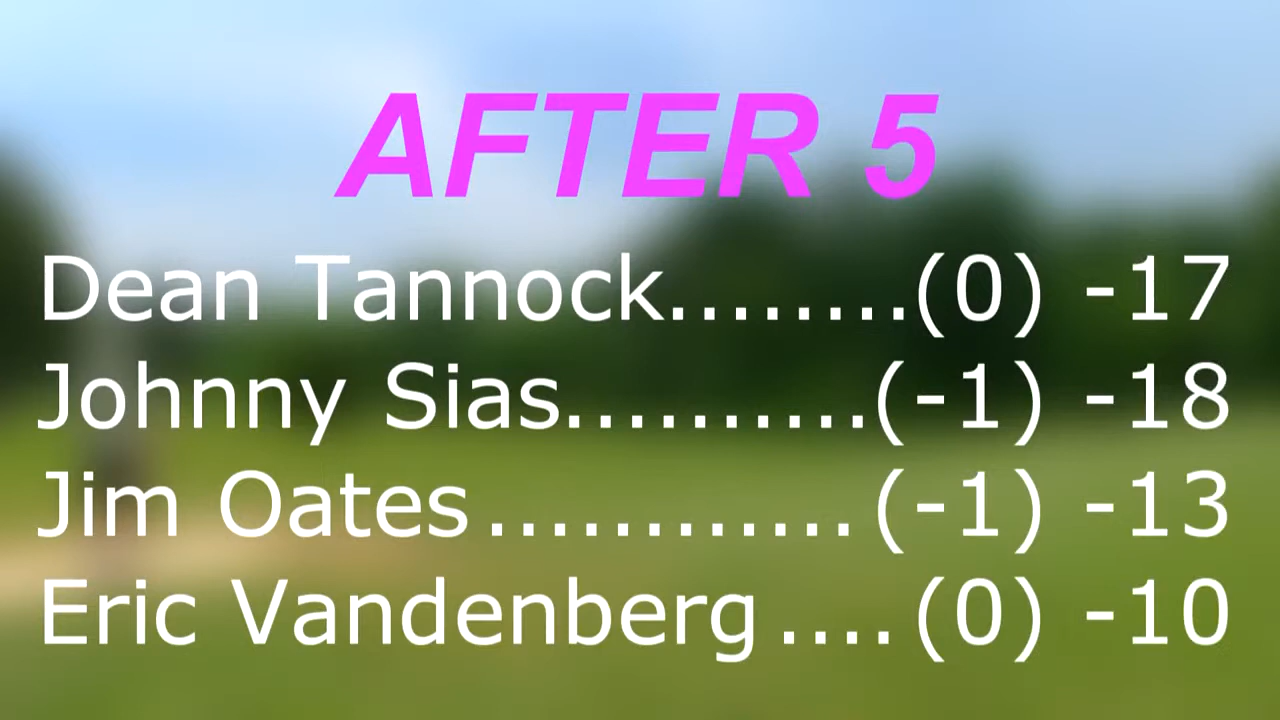 AFTER 5
Dean Tannock........(0) -17
Johnny Sias..........(-1) -18
Jim Oates............(-1) -13
Eric Vandenberg....(0) -10